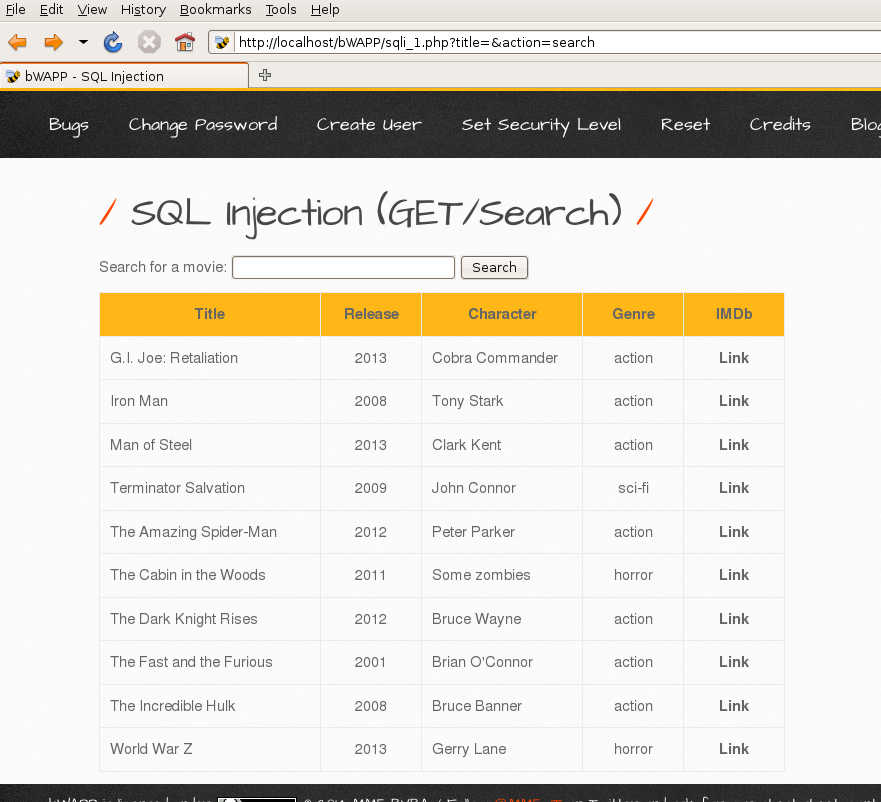 File Edit View History Bookmarks Tools Help
http://localhost/bWAPP/sqli_1.php?title=&action=search
bWAPP - SQL Injection
Bugs Change Password Create User Set Security Level Reset Credits Blog
/ SQL Injection (GET/Search) /
Search for a movie: Search
Title Release Character Genre IMDb
G.I. Joe: Retaliation 2013 Cobra Commander action Link
Iron Man 2008 Tony Stark action Link
Man of Steel 2013 Clark Kent action Link
Terminator Salvation 2009 John Connor sci-fi Link
The Amazing Spider-Man 2012 Peter Parker action Link
The Cabin in the Woods 2011 Some zombies horror Link
The Dark Knight Rises 2012 Bruce Wayne action Link
The Fast and the Furious 2001 Brian O'Connor action Link
The Incredible Hulk 2008 Bruce Banner action Link
World War Z 2013 Gerry Lane horror Link